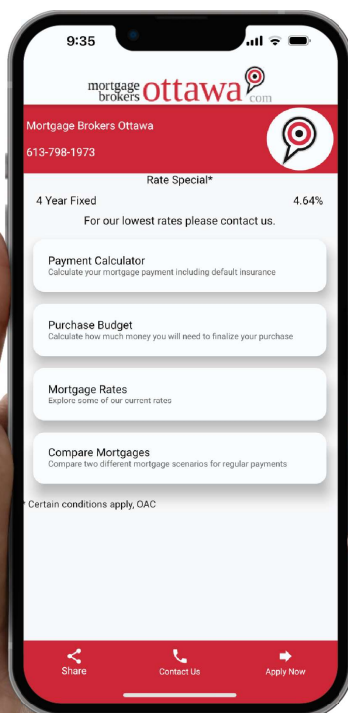 9:35
mortgage
brokers ottawa
com
Mortgage Brokers Ottawa
613-798-1973
Rate Special*
4 Year Fixed 4.64%
For our lowest rates please contact us.
Payment Calculator
Calculate your mortgage payment including default insurance
Purchase Budget
Calculate how much money you will need to finalize your purchase
Mortgage Rates
Explore some of our current rates
Compare Mortgages
Compare two different mortgage scenarios for regular payments
* Certain conditions apply, OAC
Share Contact Us Apply Now